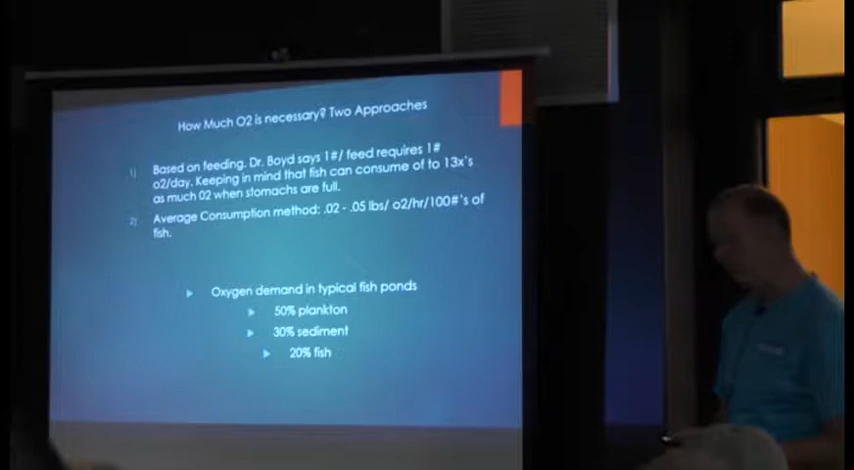 How Much O2 is necessary? Two Approaches
1) Based on feeding. Dr. Boyd says 1#/ feed requires 1#
o2/day. Keeping in mind that fish can consume of to 13x's
as much 02 when stomachs are full.
2) Average Consumption method: .02 - .05 lbs/ o2/hr/100#'s of
fish.
Oxygen demand in typical fish ponds
50% plankton
30% sediment
20% fish